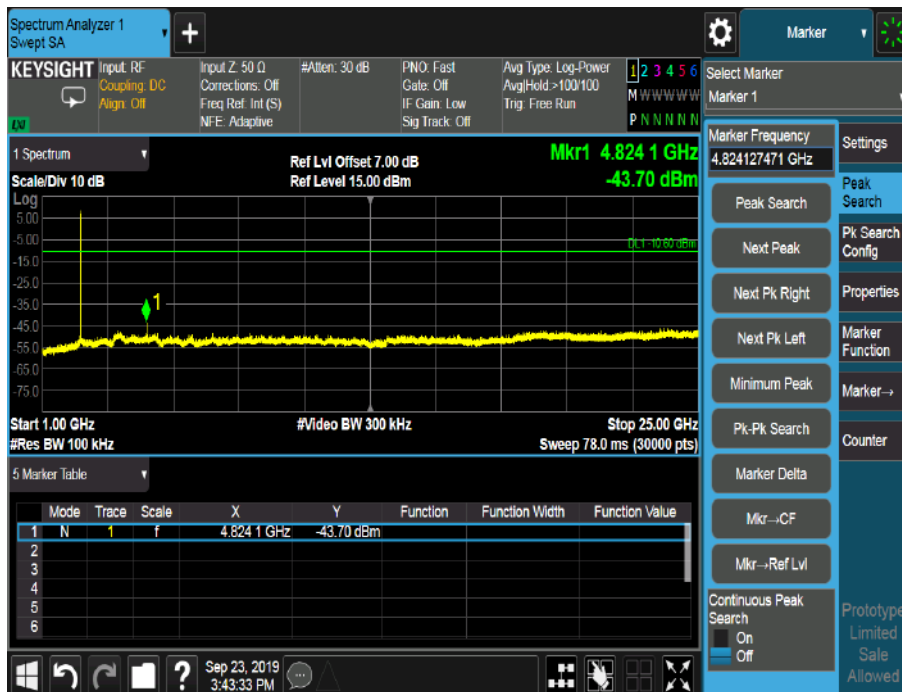 Spectrum Analyzer 1
Swept SA
+
Marker
KEYSIGHT
Input: RF
Coupling: DC
Align: Off
Input Z: 50 Ω
Corrections: Off
Freq Ref: Int (S)
NFE: Adaptive
#Atten: 30 dB
PNO: Fast
Gate: Off
IF Gain: Low
Sig Track: Off
Avg Type: Log-Power
Avg|Hold:>100/100
Trig: Free Run
1 2 3 4 5 6
M W W W W W
P N N N N N
LXI
Select Marker
Marker 1
1 Spectrum
Scale/Div 10 dB
Ref Lvl Offset 7.00 dB
Ref Level 15.00 dBm
Mkr1 4.824 1 GHz
-43.70 dBm
Log
5.00
-5.00
-15.0
-25.0
-35.0
-45.0
-55.0
-65.0
-75.0
DL1 -10.60 dBm
1
Start 1.00 GHz
#Res BW 100 kHz
#Video BW 300 kHz
Stop 25.00 GHz
Sweep 78.0 ms (30000 pts)
5 Marker Table
Mode Trace Scale X Y Function Function Width Function Value
1 N 1 f 4.824 1 GHz -43.70 dBm
2
3
4
5
6
Marker Frequency
4.824127471 GHz
Peak Search
Next Peak
Next Pk Right
Next Pk Left
Minimum Peak
Pk-Pk Search
Marker Delta
Mkr→CF
Mkr→Ref Lvl
Continuous Peak
Search
On
Off
Settings
Peak
Search
Pk Search
Config
Properties
Marker
Function
Marker→
Counter
Prototype
Limited
Sale
Allowed
?
Sep 23, 2019
3:43:33 PM